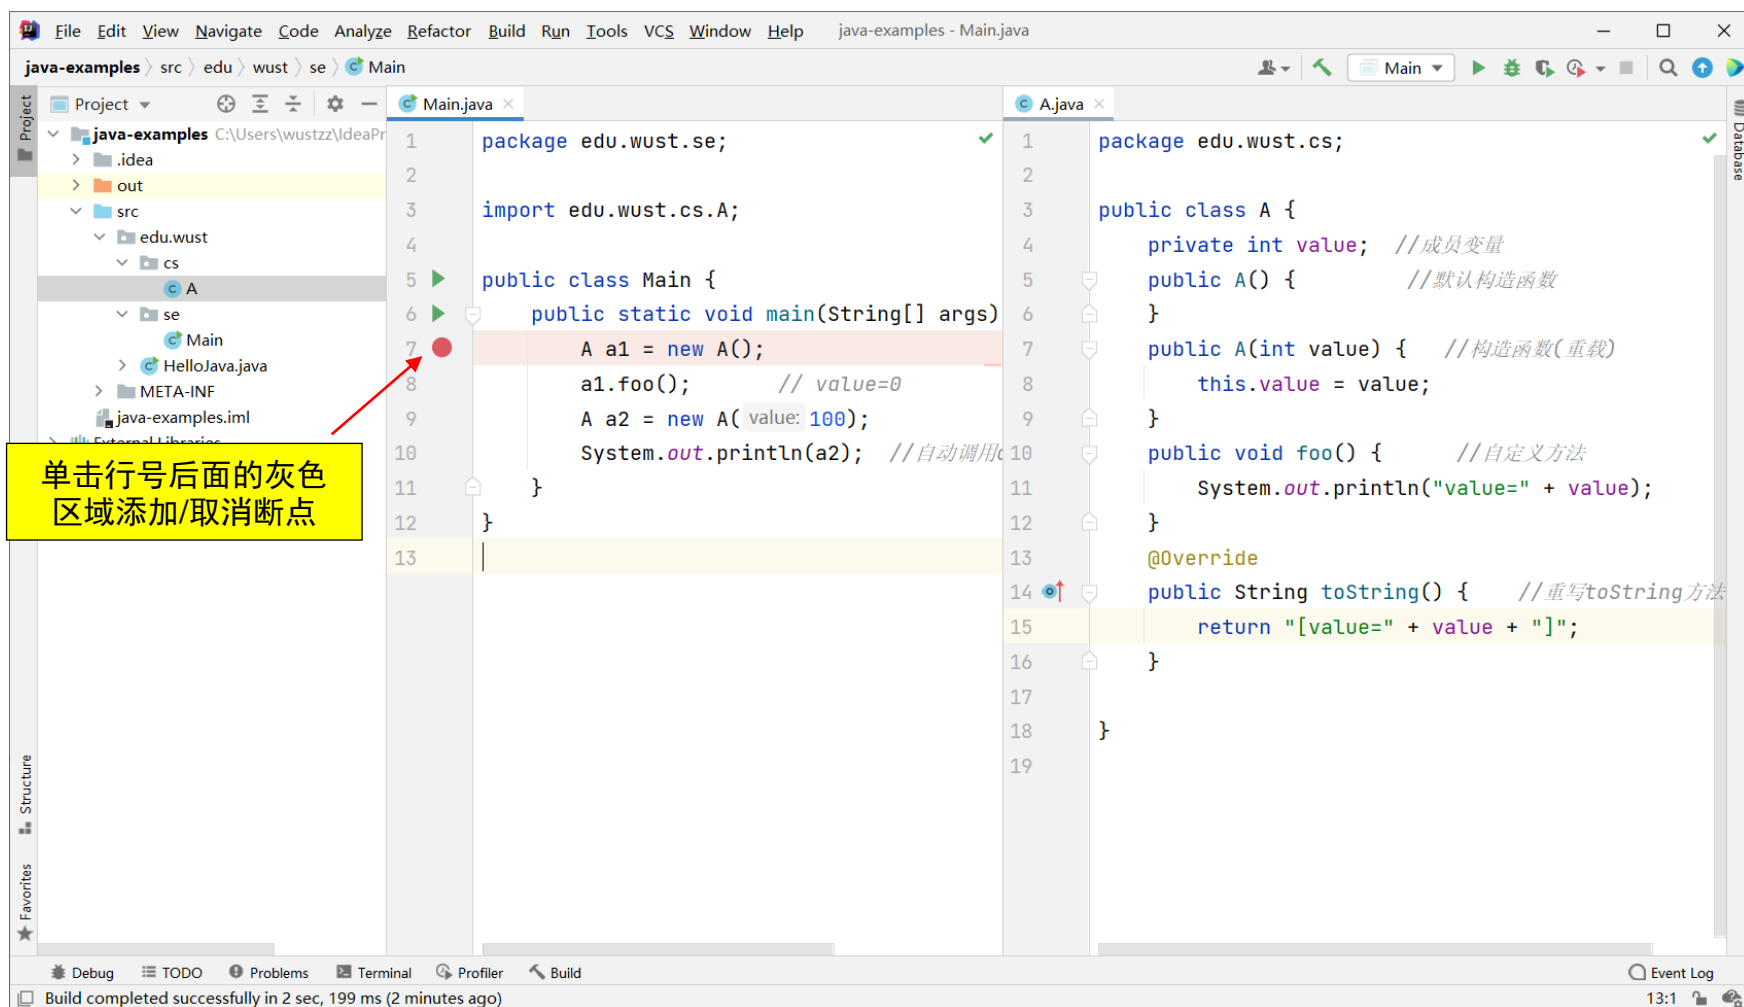 File Edit View Navigate Code Analyze Refactor Build Run Tools VCS Window Help java-examples - Main.java
java-examples src edu wust se Main
Main
Project
Project
java-examples C:\Users\wustzz\IdeaPr
.idea
out
src
edu.wust
cs
A
se
Main
HelloJava.java
META-INF
java-examples.iml
External Libraries
单击行号后面的灰色
区域添加/取消断点
Structure
Favorites
Main.java
1 package edu.wust.se;
2
3 import edu.wust.cs.A;
4
5 public class Main {
6 public static void main(String[] args)
7 A a1 = new A();
8 a1.foo(); // value=0
9 A a2 = new A( value: 100);
10 System.out.println(a2); //自动调用
11 }
12 }
13
A.java
1 package edu.wust.cs;
2
3 public class A {
4 private int value; //成员变量
5 public A() { //默认构造函数
6 }
7 public A(int value) { //构造函数(重载)
8 this.value = value;
9 }
10 public void foo() { //自定义方法
11 System.out.println("value=" + value);
12 }
13 @Override
14 public String toString() { //重写toString方法
15 return "[value=" + value + "]";
16 }
17
18 }
19
Database
Debug TODO Problems Terminal Profiler Build Event Log
Build completed successfully in 2 sec, 199 ms (2 minutes ago) 13:1